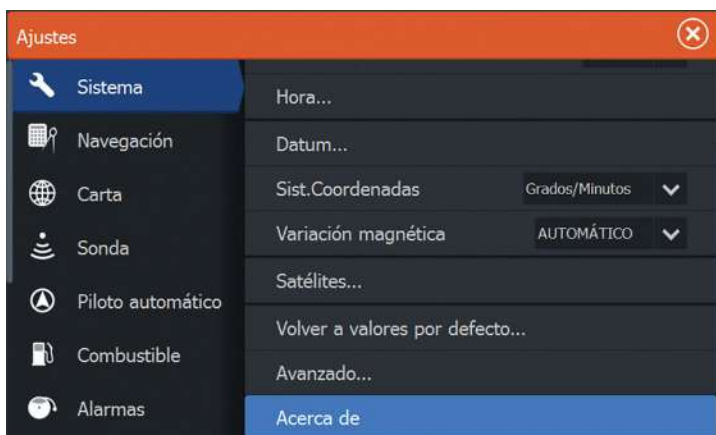 Ajustes
Sistema
Navegación
Carta
Sonda
Piloto automático
Combustible
Alarmas
Hora...
Datum...
Sist.Coordenadas Grados/Minutos
Variación magnética AUTOMÁTICO
Satélites...
Volver a valores por defecto...
Avanzado...
Acerca de